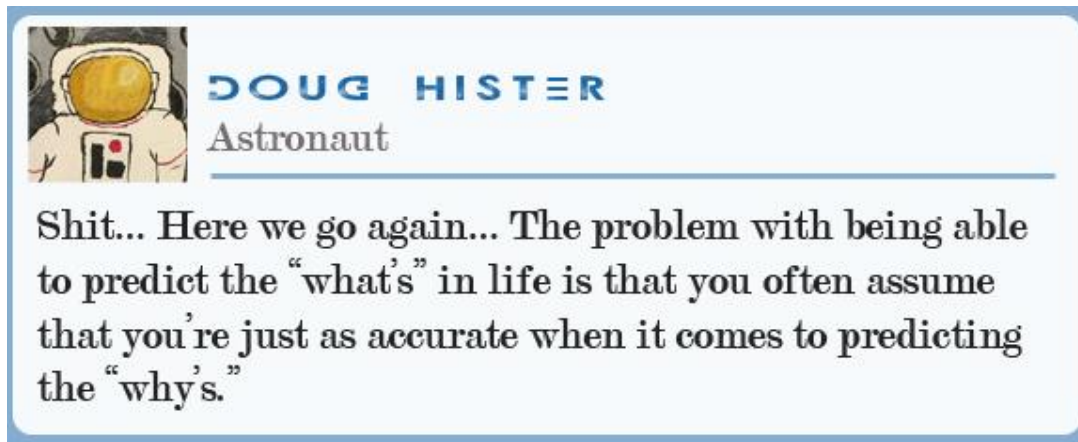 DOUG HISTER
Astronaut
Shit... Here we go again... The problem with being able
to predict the “what’s” in life is that you often assume
that you’re just as accurate when it comes to predicting
the “why’s.”